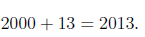 2000 + 13 = 2013.